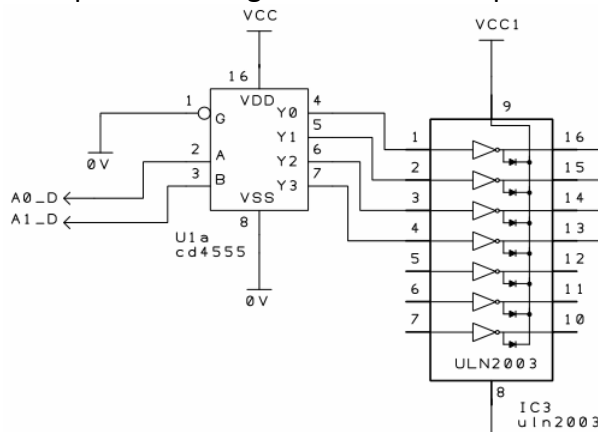 VCC
VCC1
16
9
VDD
1
G
Y0
4
Y1
5
0V
2
A
Y2
6
3
B
Y3
7
A0_D
A1_D
VSS
8
U1a
cd4555
0V
1
16
2
15
3
14
4
13
5
12
6
11
7
10
ULN2003
8
IC3
uln2003